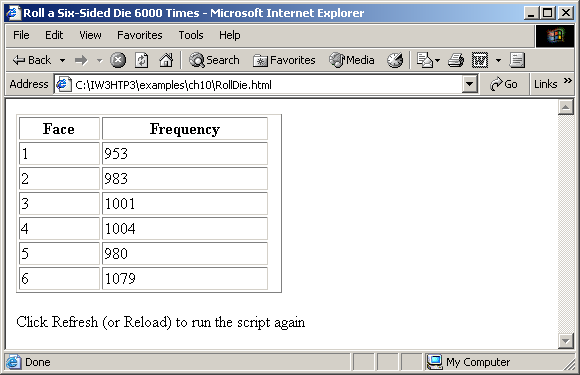 Roll a Six-Sided Die 6000 Times - Microsoft Internet Explorer
File Edit View Favorites Tools Help
Back Search Favorites Media
Address C:\IW3HTP3\examples\ch10\RollDie.html Go Links »
Face Frequency
1 953
2 983
3 1001
4 1004
5 980
6 1079
Click Refresh (or Reload) to run the script again
Done My Computer